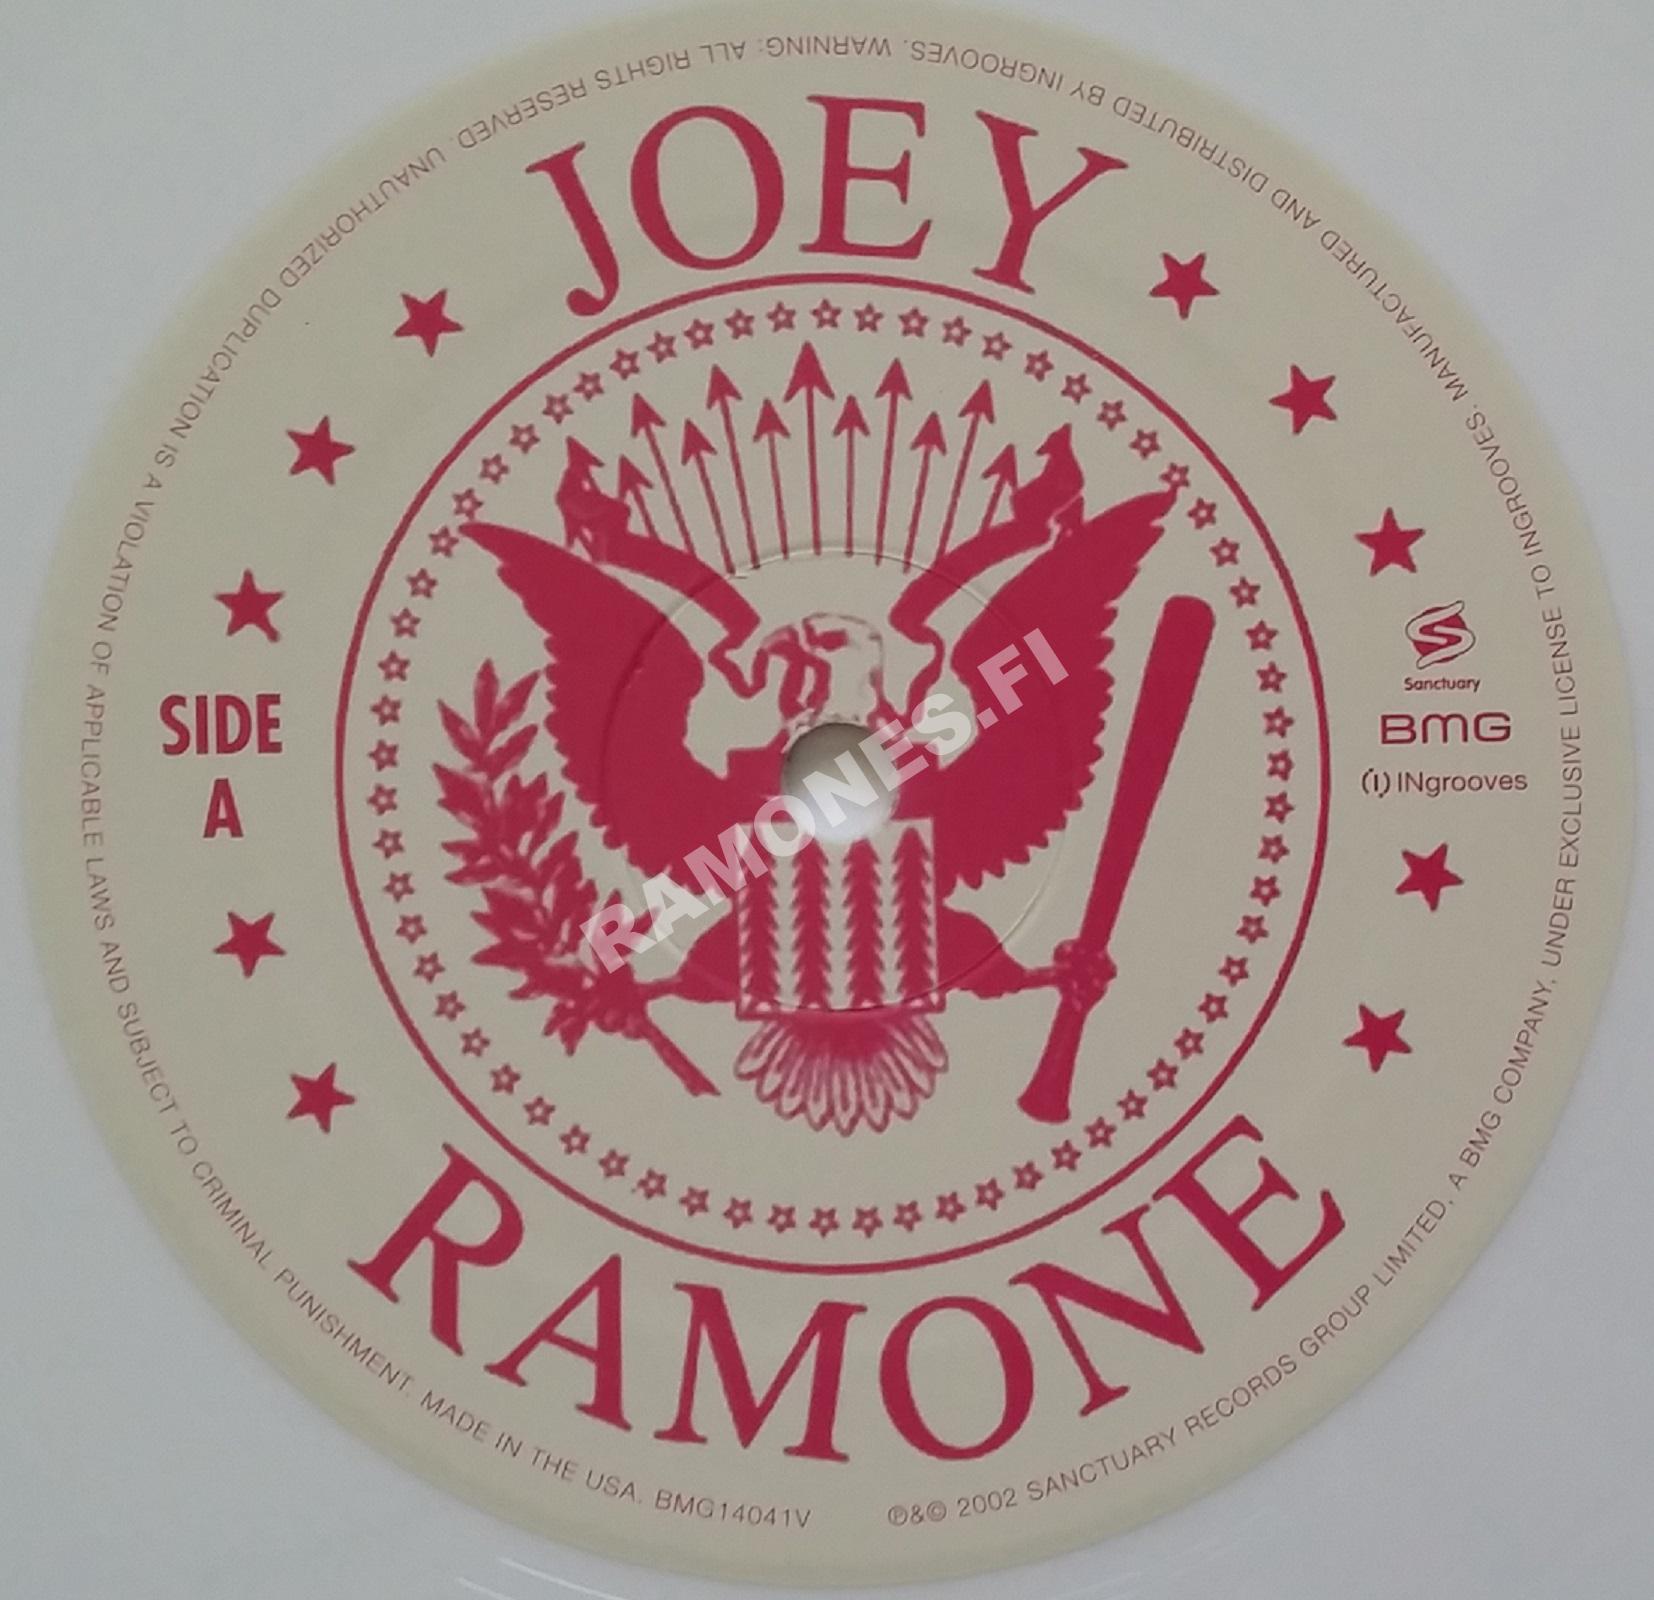 JOEY
RAMONE
SIDE
A
Sanctuary
BMG
INgrooves
℗&© 2002 SANCTUARY RECORDS GROUP LIMITED, A BMG COMPANY, UNDER EXCLUSIVE LICENSE TO INGROOVES. MANUFACTURED AND DISTRIBUTED BY INGROOVES. WARNING: ALL RIGHTS RESERVED. UNAUTHORIZED DUPLICATION IS A VIOLATION OF APPLICABLE LAWS AND SUBJECT TO CRIMINAL PUNISHMENT. MADE IN THE USA. BMG14041V
RAMONES.FI